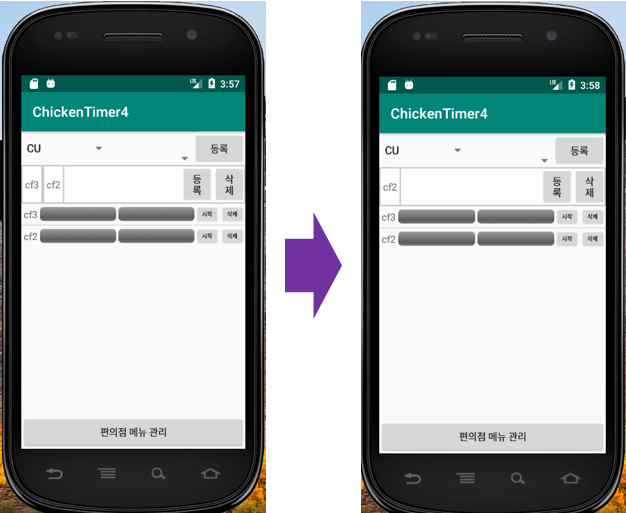 LTE 3:57
ChickenTimer4
CU 등록
cf3 cf2 등록 삭제
cf3 시작 삭제
cf2 시작 삭제
편의점 메뉴 관리
LTE 3:58
ChickenTimer4
CU 등록
cf2 등록 삭제
cf3 시작 삭제
cf2 시작 삭제
편의점 메뉴 관리